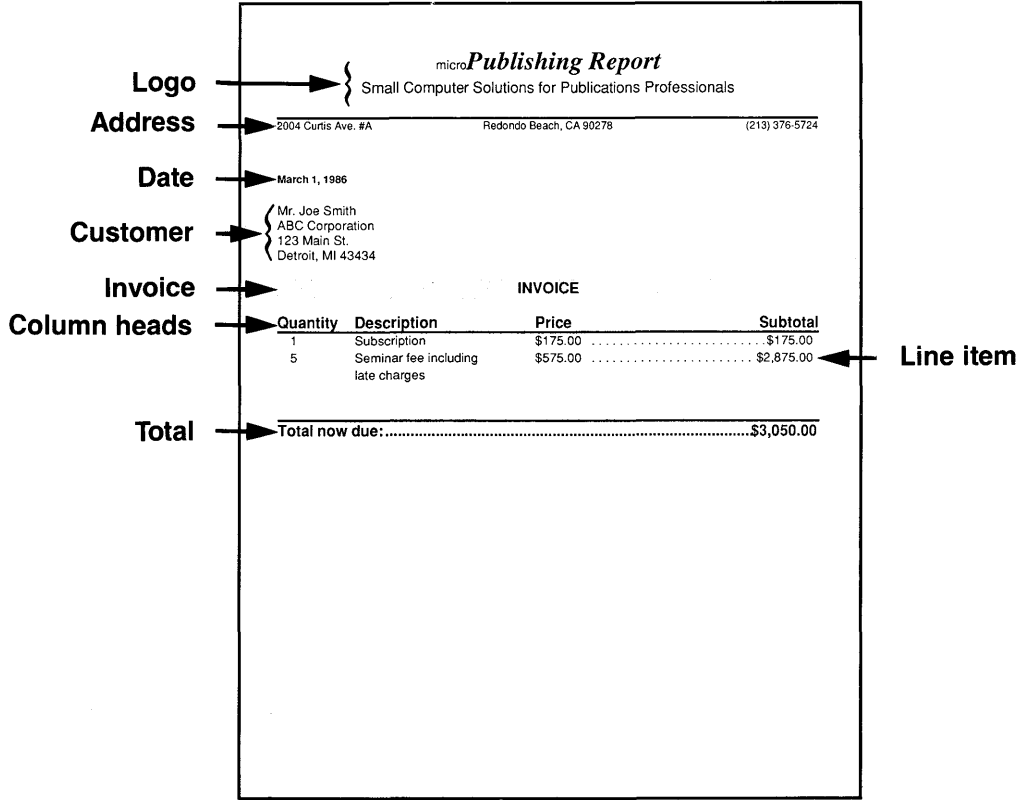 microPublishing Report
Logo
Small Computer Solutions for Publications Professionals
Address
2004 Curtis Ave. #A Redondo Beach, CA 90278 (213) 376-5724
Date
March 1, 1986
Customer
Mr. Joe Smith
ABC Corporation
123 Main St.
Detroit, MI 43434
Invoice
INVOICE
Column heads
Quantity Description Price Subtotal
1 Subscription $175.00 ........................ $175.00
5 Seminar fee including $575.00 ........................ $2,875.00
late charges
Line item
Total
Total now due:........................$3,050.00